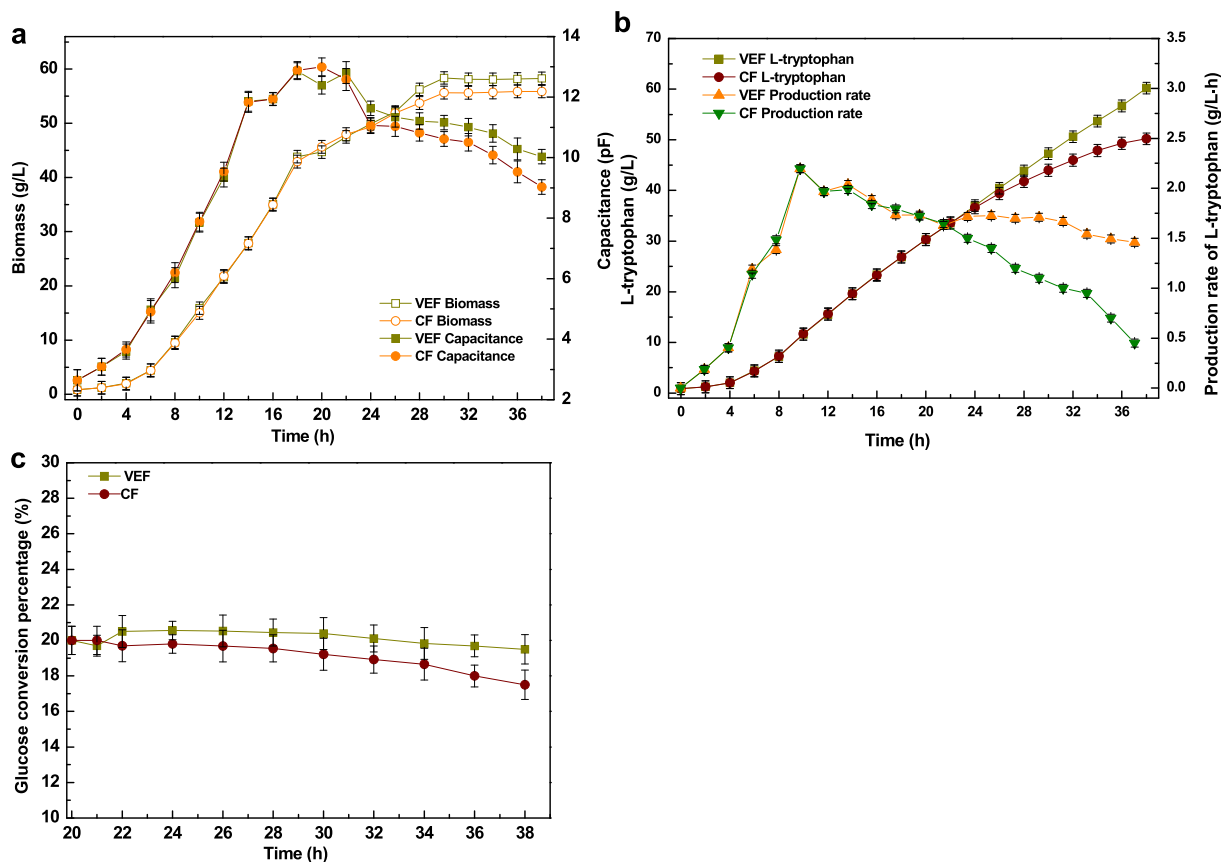 a
Biomass (g/L)
60
50
40
30
20
10
0
14
12
10
8
6
4
2
Capacitance (pF)
VEF Biomass
CF Biomass
VEF Capacitance
CF Capacitance
0 4 8 12 16 20 24 28 32 36
Time (h)
b
L-tryptophan (g/L)
70
60
50
40
30
20
10
0
3.5
3.0
2.5
2.0
1.5
1.0
0.5
0.0
Production rate of L-tryptophan (g/L-h)
VEF L-tryptophan
CF L-tryptophan
VEF Production rate
CF Production rate
0 4 8 12 16 20 24 28 32 36
Time (h)
c
Glucose conversion percentage (%)
30
28
26
24
22
20
18
16
14
12
10
VEF
CF
20 22 24 26 28 30 32 34 36 38
Time (h)